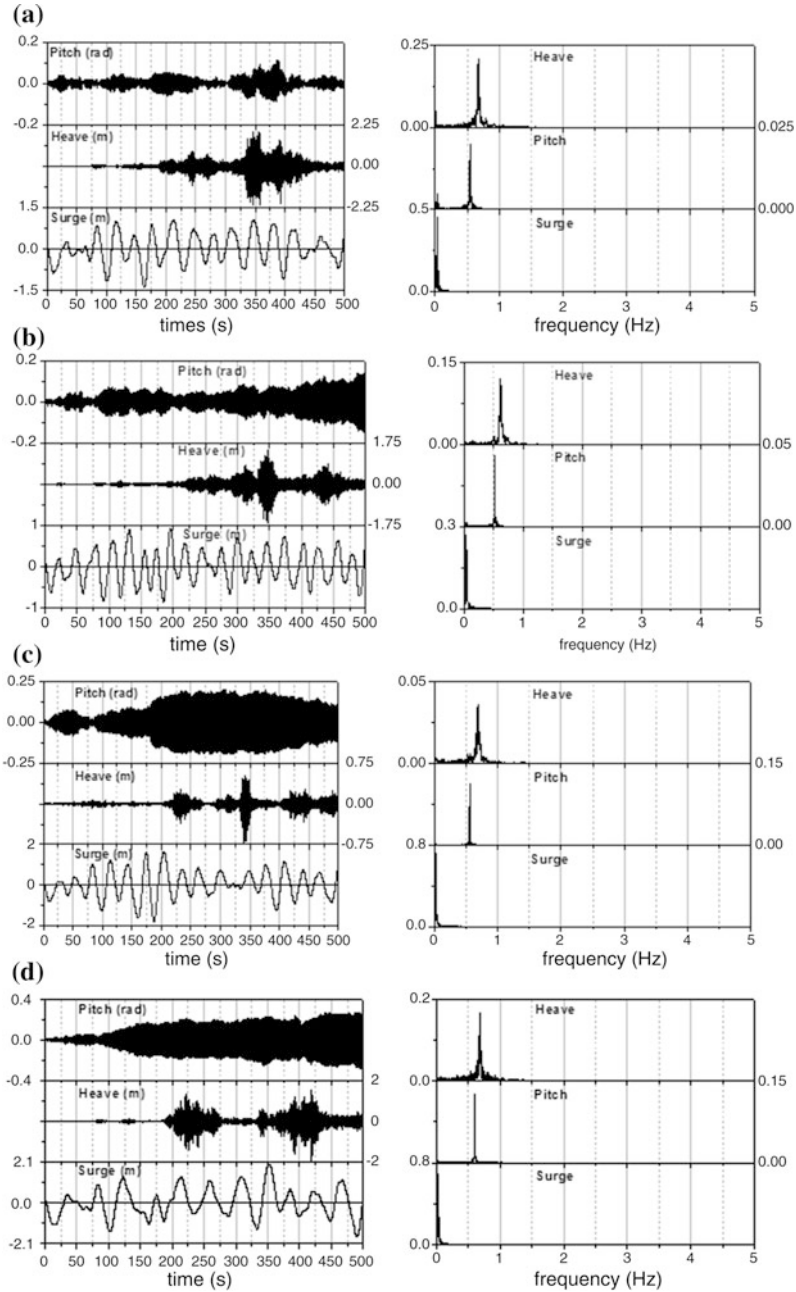 (a)
0.2
Pitch (rad)
0.0
-0.2
Heave (m)
2.25
0.00
-2.25
1.5
Surge (m)
0.0
-1.5
0 50 100 150 200 250 300 350 400 450 500
times (s)
0.25
Heave
0.00
0.025
Pitch
0.5
0.000
Surge
0.0
0 1 2 3 4 5
frequency (Hz)
(b)
0.2
Pitch (rad)
0.0
-0.2
Heave (m)
1.75
0.00
-1.75
1
Surge (m)
0
-1
0 50 100 150 200 250 300 350 400 450 500
time (s)
0.15
Heave
0.00
0.05
Pitch
0.3
0.00
Surge
0.0
0 1 2 3 4 5
frequency (Hz)
(c)
0.25
Pitch (rad)
0.00
-0.25
Heave (m)
0.75
0.00
-0.75
2
Surge (m)
0
-2
0 50 100 150 200 250 300 350 400 450 500
time (s)
0.05
Heave
0.00
0.15
Pitch
0.8
0.00
Surge
0.0
0 1 2 3 4 5
frequency (Hz)
(d)
0.4
Pitch (rad)
0.0
-0.4
Heave (m)
2
0
-2
2.1
Surge (m)
0.0
-2.1
0 50 100 150 200 250 300 350 400 450 500
time (s)
0.2
Heave
0.0
0.15
Pitch
0.8
0.00
Surge
0.0
0 1 2 3 4 5
frequency (Hz)